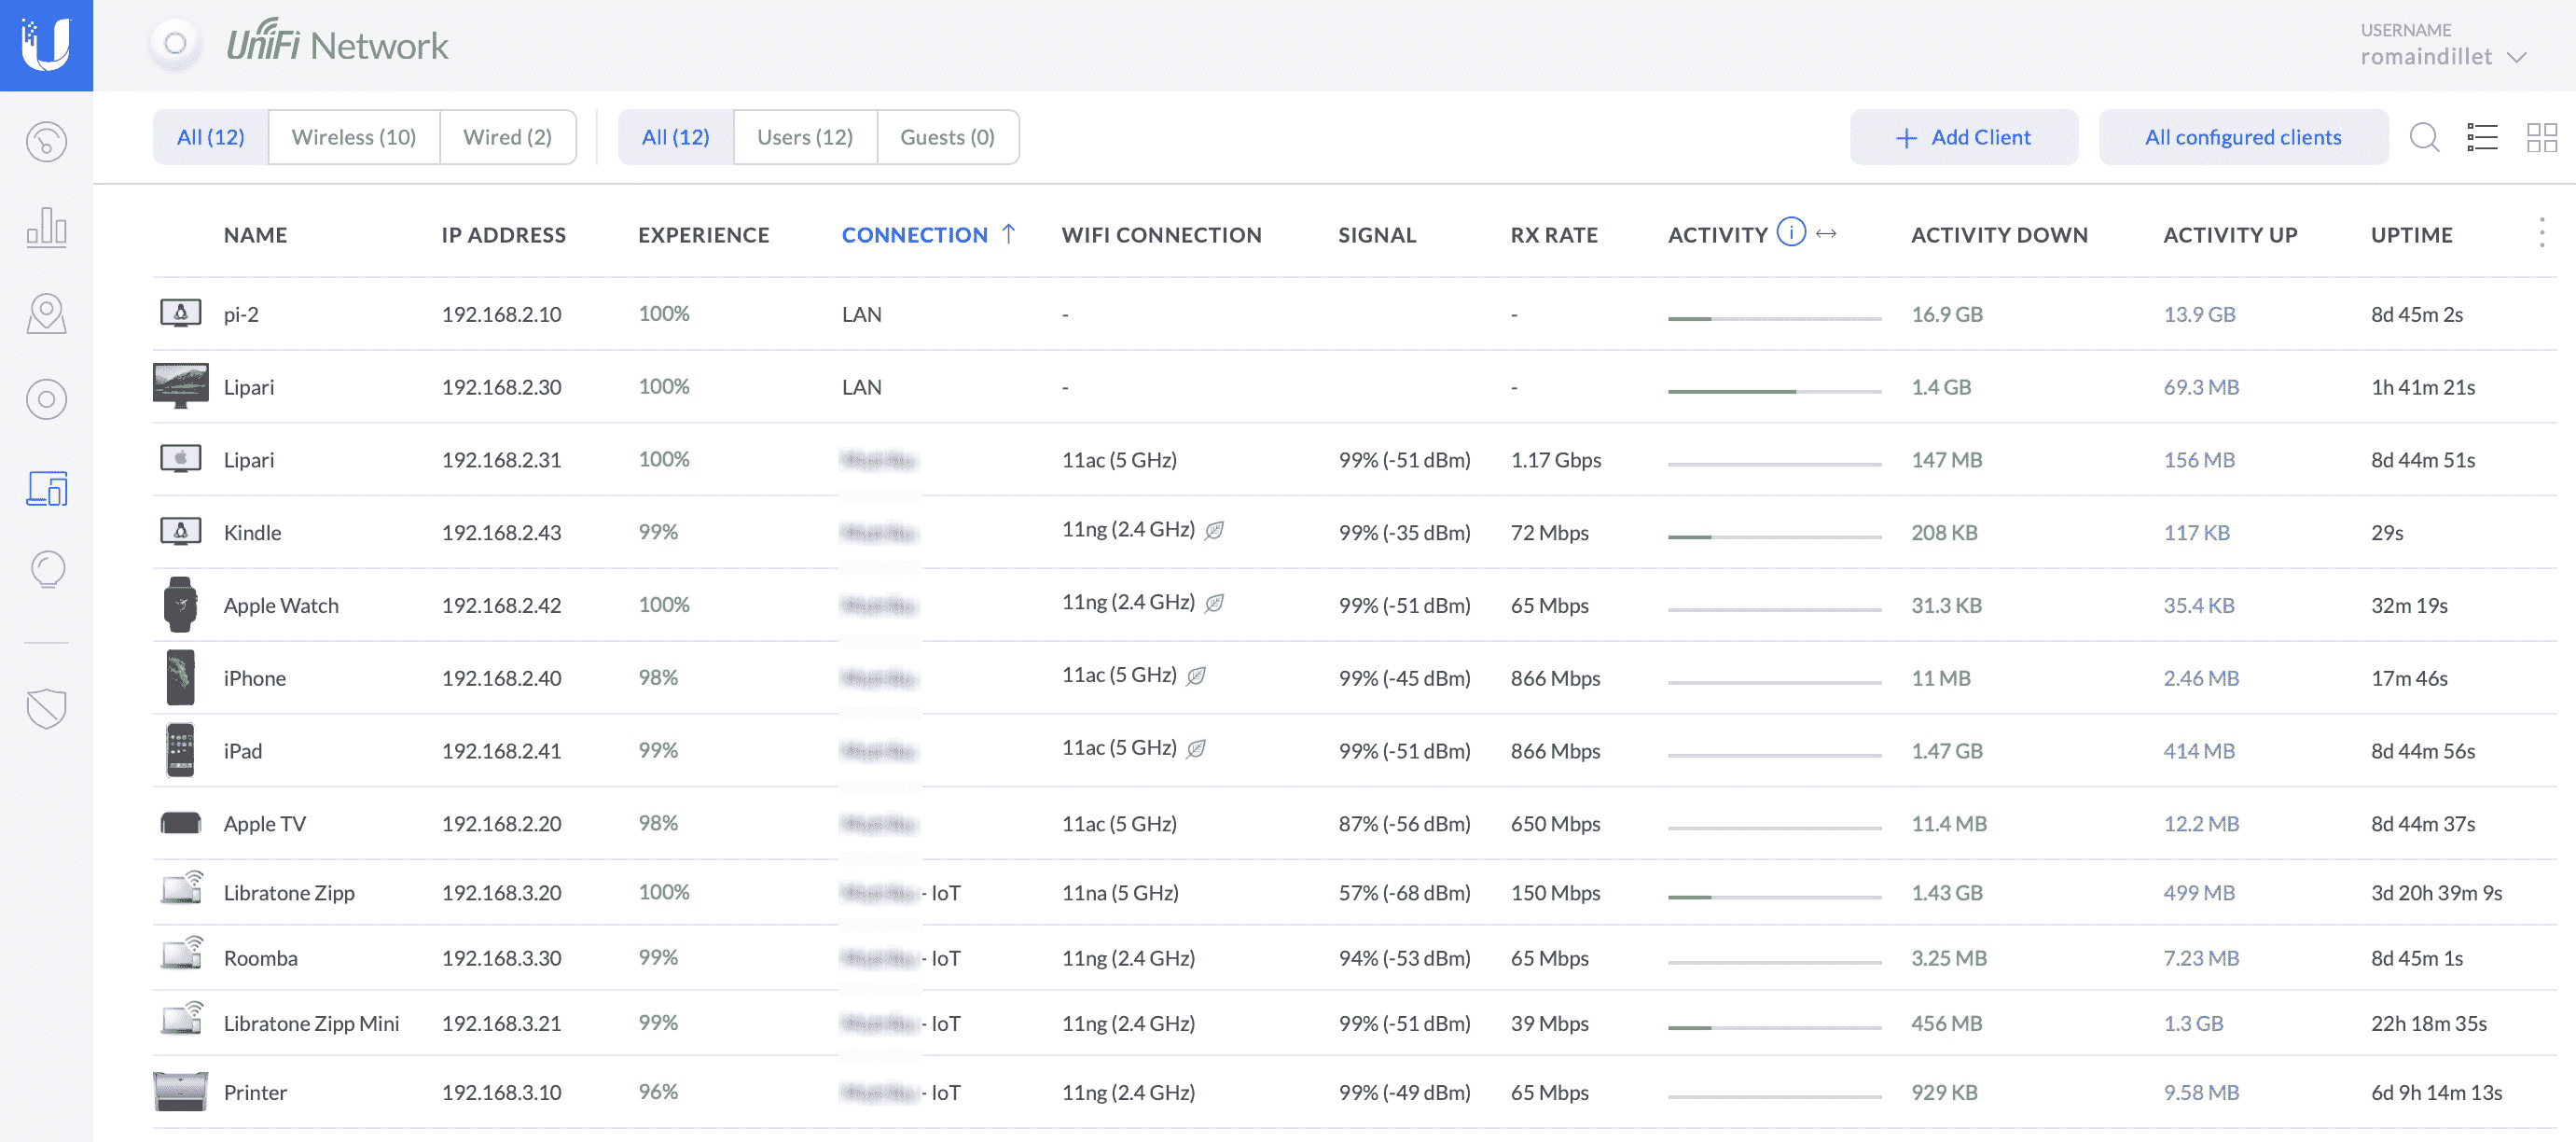 UniFi Network
USERNAME
romaindillet
All (12) Wireless (10) Wired (2) All (12) Users (12) Guests (0) + Add Client All configured clients
NAME IP ADDRESS EXPERIENCE CONNECTION ↑ WIFI CONNECTION SIGNAL RX RATE ACTIVITY i ↔ ACTIVITY DOWN ACTIVITY UP UPTIME
pi-2 192.168.2.10 100% LAN - - 16.9 GB 13.9 GB 8d 45m 2s
Lipari 192.168.2.30 100% LAN - - 1.4 GB 69.3 MB 1h 41m 21s
Lipari 192.168.2.31 100% 11ac (5 GHz) 99% (-51 dBm) 1.17 Gbps 147 MB 156 MB 8d 44m 51s
Kindle 192.168.2.43 99% 11ng (2.4 GHz) 99% (-35 dBm) 72 Mbps 208 KB 117 KB 29s
Apple Watch 192.168.2.42 100% 11ng (2.4 GHz) 99% (-51 dBm) 65 Mbps 31.3 KB 35.4 KB 32m 19s
iPhone 192.168.2.40 98% 11ac (5 GHz) 99% (-45 dBm) 866 Mbps 11 MB 2.46 MB 17m 46s
iPad 192.168.2.41 99% 11ac (5 GHz) 99% (-51 dBm) 866 Mbps 1.47 GB 414 MB 8d 44m 56s
Apple TV 192.168.2.20 98% 11ac (5 GHz) 87% (-56 dBm) 650 Mbps 11.4 MB 12.2 MB 8d 44m 37s
Libratone Zipp 192.168.3.20 100% - IoT 11na (5 GHz) 57% (-68 dBm) 150 Mbps 1.43 GB 499 MB 3d 20h 39m 9s
Roomba 192.168.3.30 99% - IoT 11ng (2.4 GHz) 94% (-53 dBm) 65 Mbps 3.25 MB 7.23 MB 8d 45m 1s
Libratone Zipp Mini 192.168.3.21 99% - IoT 11ng (2.4 GHz) 99% (-51 dBm) 39 Mbps 456 MB 1.3 GB 22h 18m 35s
Printer 192.168.3.10 96% - IoT 11ng (2.4 GHz) 99% (-49 dBm) 65 Mbps 929 KB 9.58 MB 6d 9h 14m 13s